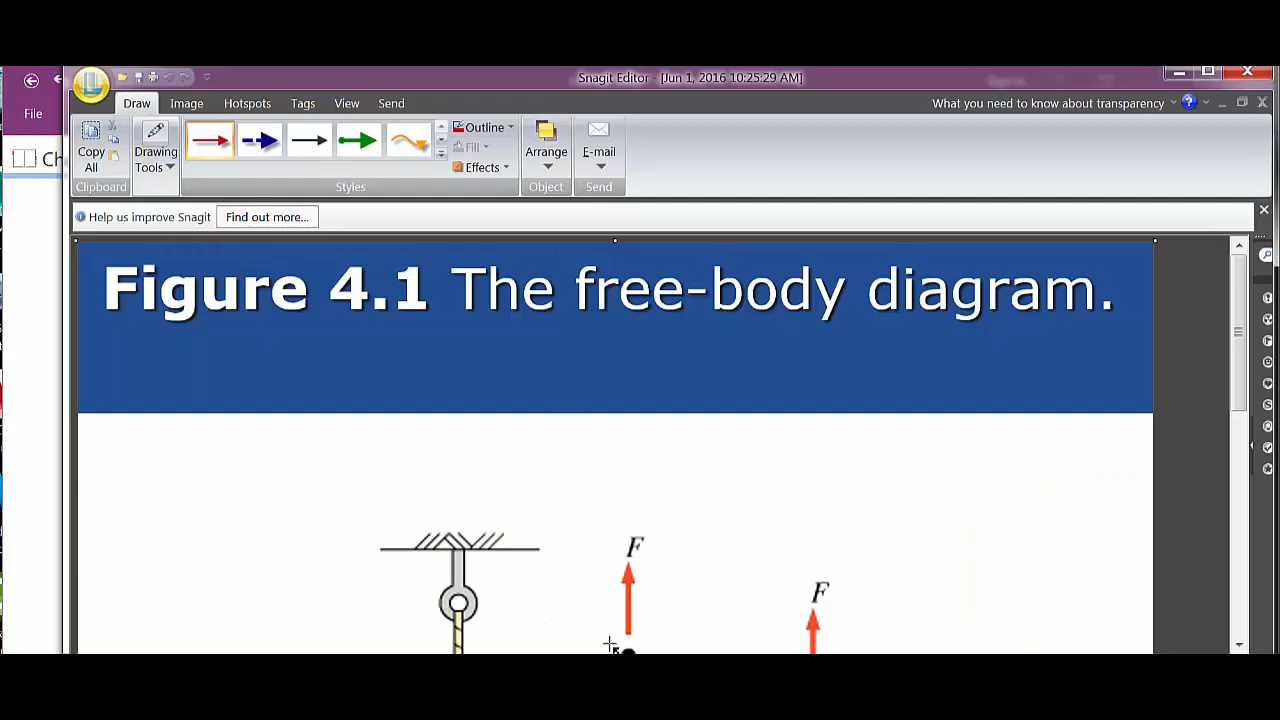 Snagit Editor - [Jun 1, 2016 10:25:29 AM]
File
Draw Image Hotspots Tags View Send
What you need to know about transparency
Copy All
Clipboard
Drawing Tools
Styles
Outline
Fill
Effects
Arrange
Object
E-mail
Send
Ch
Help us improve Snagit Find out more...
Figure 4.1 The free-body diagram.
F
F